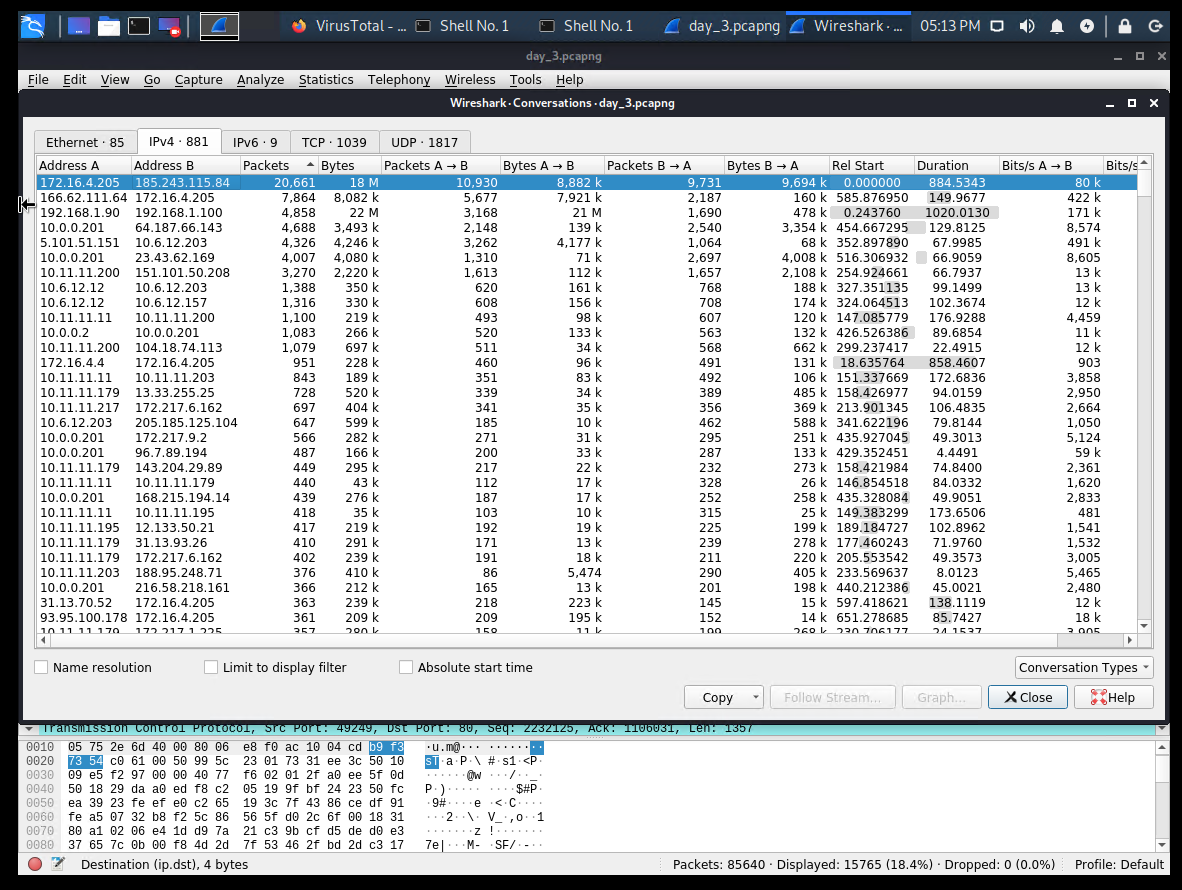 VirusTotal - ... Shell No. 1 Shell No. 1 day_3.pcapng Wireshark · ... 05:13 PM
day_3.pcapng
File Edit View Go Capture Analyze Statistics Telephony Wireless Tools Help
Wireshark · Conversations · day_3.pcapng
Ethernet · 85 IPv4 · 881 IPv6 · 9 TCP · 1039 UDP · 1817
Address A Address B Packets Bytes Packets A → B Bytes A → B Packets B → A Bytes B → A Rel Start Duration Bits/s A → B Bits/s
172.16.4.205 185.243.115.84 20,661 18 M 10,930 8,882 k 9,731 9,694 k 0.000000 884.5343 80 k
166.62.111.64 172.16.4.205 7,864 8,082 k 5,677 7,921 k 2,187 160 k 585.876950 149.9677 422 k
192.168.1.90 192.168.1.100 4,858 22 M 3,168 21 M 1,690 478 k 0.243760 1020.0130 171 k
10.0.0.201 64.187.66.143 4,688 3,493 k 2,148 139 k 2,540 3,354 k 454.667295 129.8125 8,574
5.101.51.151 10.6.12.203 4,326 4,246 k 3,262 4,177 k 1,064 68 k 352.897890 67.9985 491 k
10.0.0.201 23.43.62.169 4,007 4,080 k 1,310 71 k 2,697 4,008 k 516.306932 66.9059 8,605
10.11.11.200 151.101.50.208 3,270 2,220 k 1,613 112 k 1,657 2,108 k 254.924661 66.7937 13 k
10.6.12.12 10.6.12.203 1,388 350 k 620 161 k 768 188 k 327.351135 99.1499 13 k
10.6.12.12 10.6.12.157 1,316 330 k 608 156 k 708 174 k 324.064513 102.3674 12 k
10.11.11.11 10.11.11.200 1,100 219 k 493 98 k 607 120 k 147.085779 176.9288 4,459
10.0.0.2 10.0.0.201 1,083 266 k 520 133 k 563 132 k 426.526386 89.6854 11 k
10.11.11.200 104.18.74.113 1,079 697 k 511 34 k 568 662 k 299.237417 22.4915 12 k
172.16.4.4 172.16.4.205 951 228 k 460 96 k 491 131 k 18.635764 858.4607 903
10.11.11.11 10.11.11.203 843 189 k 351 83 k 492 106 k 151.337669 172.6836 3,858
10.11.11.179 13.33.255.25 728 520 k 339 34 k 389 485 k 158.426977 94.0159 2,950
10.11.11.217 172.217.6.162 697 404 k 341 35 k 356 369 k 213.901345 106.4835 2,664
10.6.12.203 205.185.125.104 647 599 k 185 10 k 462 588 k 341.622196 79.8144 1,050
10.0.0.201 172.217.9.2 566 282 k 271 31 k 295 251 k 435.927045 49.3013 5,124
10.0.0.201 96.7.89.194 487 166 k 200 33 k 287 133 k 429.352451 4.4491 59 k
10.11.11.179 143.204.29.89 449 295 k 217 22 k 232 273 k 158.421984 74.8400 2,361
10.11.11.11 10.11.11.179 440 43 k 112 17 k 328 26 k 146.854518 84.0332 1,620
10.0.0.201 168.215.194.14 439 276 k 187 17 k 252 258 k 435.328084 49.9051 2,833
10.11.11.11 10.11.11.195 418 35 k 103 10 k 315 25 k 149.383299 173.6506 481
10.11.11.195 12.133.50.21 417 219 k 192 19 k 225 199 k 189.184727 102.8962 1,541
10.11.11.179 31.13.93.26 410 291 k 171 13 k 239 278 k 177.460243 71.9760 1,532
10.11.11.179 172.217.6.162 402 239 k 191 18 k 211 220 k 205.553542 49.3573 3,005
10.11.11.203 188.95.248.71 376 410 k 86 5,474 290 405 k 233.569637 8.0123 5,465
10.0.0.201 216.58.218.161 366 212 k 165 13 k 201 198 k 440.212386 45.0021 2,480
31.13.70.52 172.16.4.205 363 239 k 218 223 k 145 15 k 597.418621 138.1119 12 k
93.95.100.178 172.16.4.205 361 209 k 209 195 k 152 14 k 651.278685 85.7427 18 k
10.11.11.179 172.217.1.225 357 280 k 158 11 k 199 268 k 230.706177 24.1537 3,905
Name resolution Limit to display filter Absolute start time Conversation Types
Copy Follow Stream... Graph... Close Help
Transmission Control Protocol, Src Port: 49249, Dst Port: 80, Seq: 2232125, Ack: 1106031, Len: 1357
0010 05 75 2e 6d 40 00 80 06 e8 f0 ac 10 04 cd b9 f3 ·u.m@··· ········
0020 73 54 c0 61 00 50 99 5c 23 01 73 31 ee 3c 50 10 sT·a·P·\ #·s1·<P·
0030 09 e5 f2 97 00 00 40 77 f6 02 01 2f a0 ee 5f 0d ······@w ···/··_·
0040 50 18 29 da a0 ed f8 c2 05 19 9f bf 24 23 50 fc P·)····· ····$#P·
0050 ea 39 23 fe ef e0 c2 65 19 3c 7f 43 86 ce df 91 ·9#····e ·<·C····
0060 fe a5 07 32 b8 f2 5c 86 56 5f d0 2c 6f 00 18 31 ···2··\· V_·,o··1
0070 80 a1 02 06 e4 1d d9 7a 21 c3 9b cf d5 de d0 e3 ·······z !·······
0080 37 65 7c 0b 00 f8 4d 2d 7f 53 46 2f bd 2d c3 17 7e|···M- ·SF/·-··
Destination (ip.dst), 4 bytes Packets: 85640 · Displayed: 15765 (18.4%) · Dropped: 0 (0.0%) Profile: Default